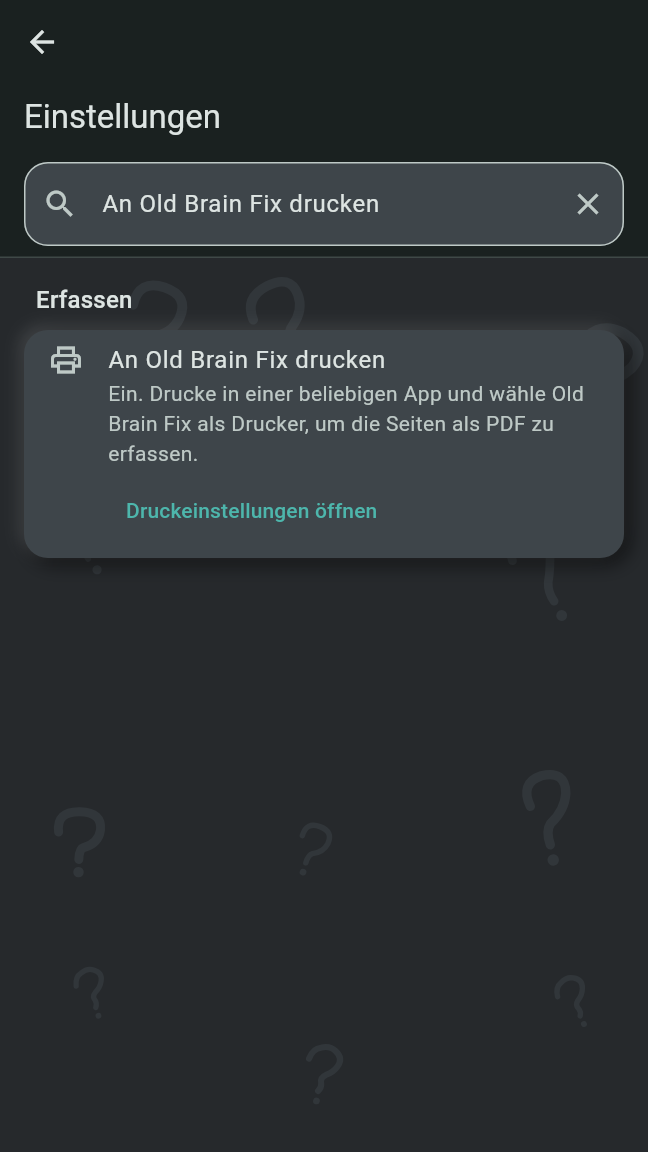 Einstellungen
An Old Brain Fix drucken
Erfassen
An Old Brain Fix drucken
Ein. Drucke in einer beliebigen App und wähle Old
Brain Fix als Drucker, um die Seiten als PDF zu
erfassen.
Druckeinstellungen öffnen